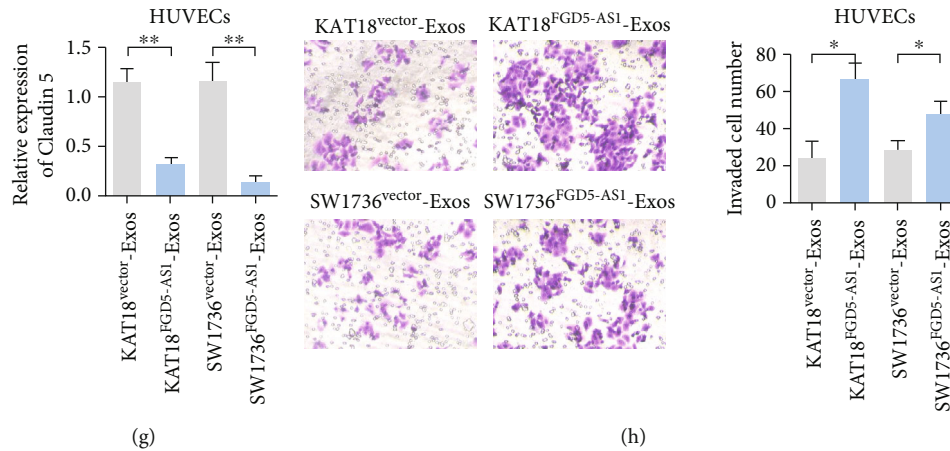 HUVECs
** **
1.5
1.0
0.5
0.0
Relative expression
of Claudin 5
KAT18vector-Exos
KAT18FGD5-AS1-Exos
SW1736vector-Exos
SW1736FGD5-AS1-Exos
(g)
KAT18vector-Exos KAT18FGD5-AS1-Exos
SW1736vector-Exos SW1736FGD5-AS1-Exos
HUVECs
* *
80
60
40
20
0
Invaded cell number
KAT18vector-Exos
KAT18FGD5-AS1-Exos
SW1736vector-Exos
SW1736FGD5-AS1-Exos
(h)